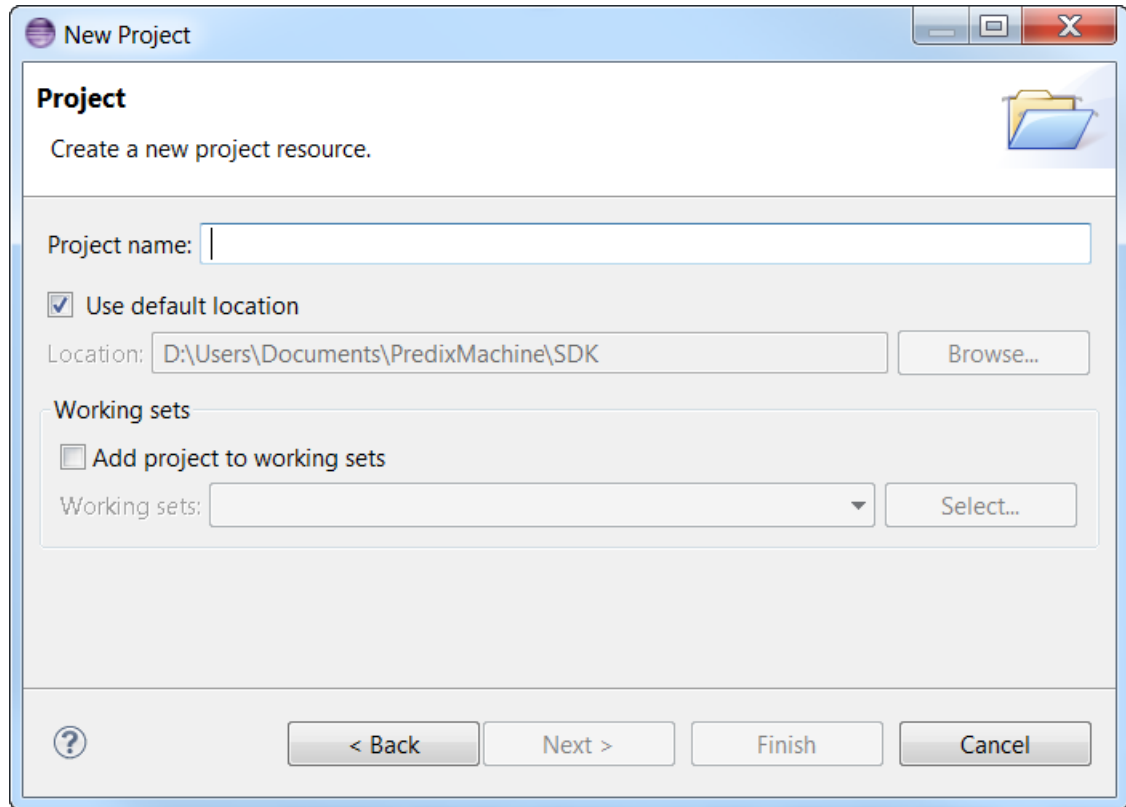 New Project
Project
Create a new project resource.
Project name:
Use default location
Location: D:\Users\Documents\PredixMachine\SDK Browse...
Working sets
Add project to working sets
Working sets: Select...
? < Back Next > Finish Cancel